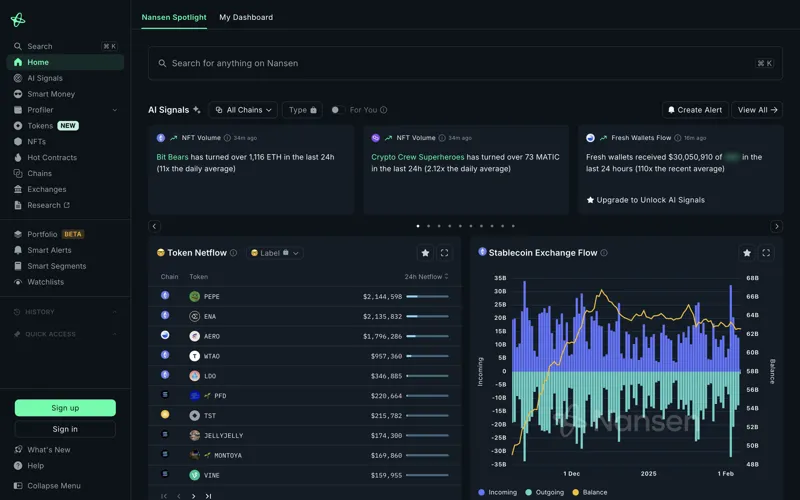 Nansen Spotlight
My Dashboard
Search
⌘ K
Home
AI Signals
Smart Money
Profiler
Tokens NEW
NFTs
Hot Contracts
Chains
Exchanges
Research
Portfolio BETA
Smart Alerts
Smart Segments
Watchlists
HISTORY
QUICK ACCESS
Sign up
Sign in
What's New
Help
Collapse Menu
Search for anything on Nansen
⌘ K
AI Signals
All Chains
Type
For You
Create Alert
View All →
NFT Volume 34m ago
Bit Bears has turned over 1,116 ETH in the last 24h
(11x the daily average)
NFT Volume 34m ago
Crypto Crew Superheroes has turned over 73 MATIC
in the last 24h (2.12x the daily average)
Fresh Wallets Flow 16m ago
Fresh wallets received $30,050,910 of in the
last 24 hours (110x the recent average)
Upgrade to Unlock AI Signals
Token Netflow
Label
Chain Token 24h Netflow
PEPE $2,144,598
ENA $2,135,832
AERO $1,796,286
WTAO $957,360
LDO $346,885
PFD $220,664
TST $215,782
JELLYJELLY $174,300
MONTOYA $169,860
VINE $159,955
Stablecoin Exchange Flow
35B
30B
25B
20B
15B
10B
5B
0
-5B
-10B
-15B
-20B
-25B
-30B
-35B
Incoming
68B
66B
64B
62B
60B
58B
56B
54B
52B
50B
48B
Balance
Nansen
1 Dec
2025
1 Feb
Incoming
Outgoing
Balance